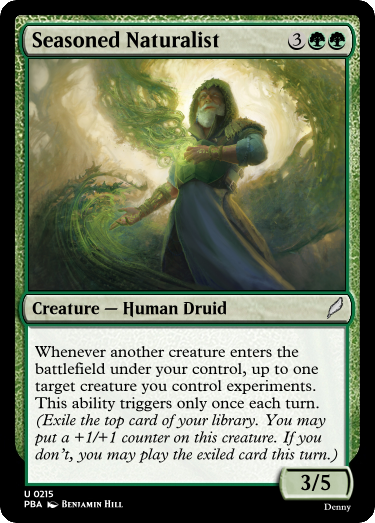 Seasoned Naturalist 3
Creature — Human Druid
Whenever another creature enters the
battlefield under your control, up to one
target creature you control experiments.
This ability triggers only once each turn.
(Exile the top card of your library. You may
put a +1/+1 counter on this creature. If you
don't, you may play the exiled card this turn.)
3/5
U 0215
PBA Benjamin Hill
Denny